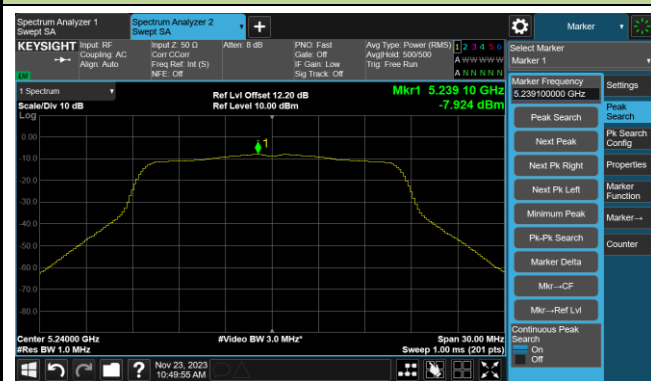 Spectrum Analyzer 1
Swept SA
Spectrum Analyzer 2
Swept SA
Marker
KEYSIGHT
Input: RF
Coupling: AC
Align: Auto
Input Z: 50 Ω
Corr CCorr
Freq Ref: Int (S)
NFE: Off
Atten: 8 dB
PNO: Fast
Gate: Off
IF Gain: Low
Sig Track: Off
Avg Type: Power (RMS)
Avg|Hold: 500/500
Trig: Free Run
1 2 3 4 5 6
A W W W W W
A N N N N N
Select Marker
Marker 1
1 Spectrum
Scale/Div 10 dB
Ref Lvl Offset 12.20 dB
Ref Level 10.00 dBm
Mkr1 5.239 10 GHz
-7.924 dBm
Log
0.00
-10.0
-20.0
-30.0
-40.0
-50.0
-60.0
-70.0
-80.0
1
Center 5.24000 GHz
#Res BW 1.0 MHz
#Video BW 3.0 MHz*
Span 30.00 MHz
Sweep 1.00 ms (201 pts)
Marker Frequency
5.239100000 GHz
Peak Search
Next Peak
Next Pk Right
Next Pk Left
Minimum Peak
Pk-Pk Search
Marker Delta
Mkr→CF
Mkr→Ref Lvl
Continuous Peak
Search
On
Off
Settings
Peak
Search
Pk Search
Config
Properties
Marker
Function
Marker→
Counter
Nov 23, 2023
10:49:55 AM